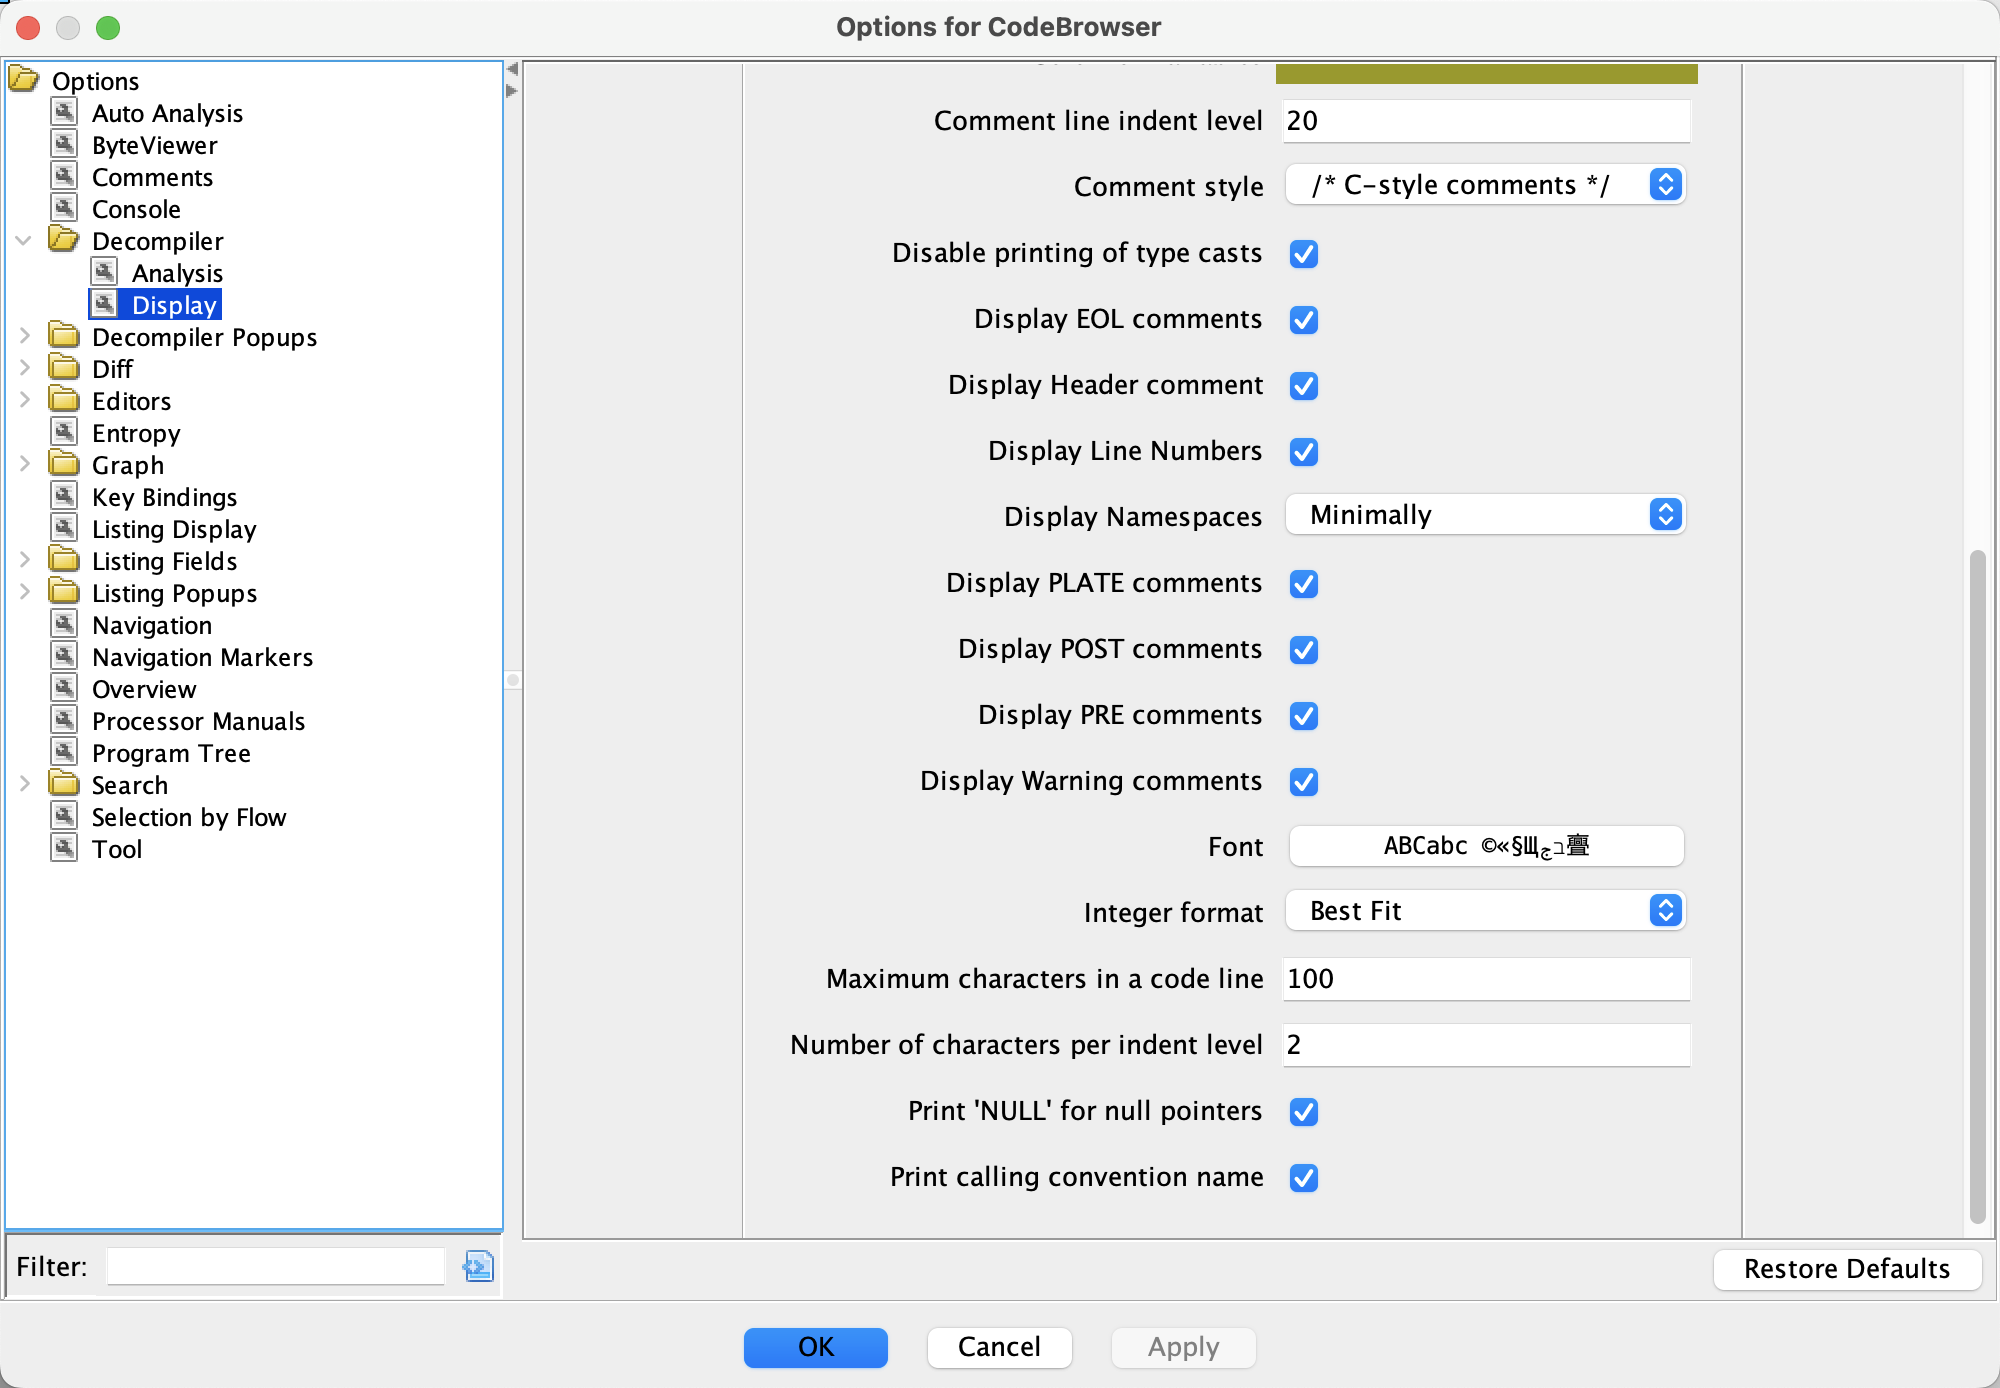 Options for CodeBrowser
Options
Auto Analysis
ByteViewer
Comments
Console
Decompiler
Analysis
Display
Decompiler Popups
Diff
Editors
Entropy
Graph
Key Bindings
Listing Display
Listing Fields
Listing Popups
Navigation
Navigation Markers
Overview
Processor Manuals
Program Tree
Search
Selection by Flow
Tool
Filter:
Comment line indent level 20
Comment style /* C-style comments */
Disable printing of type casts
Display EOL comments
Display Header comment
Display Line Numbers
Display Namespaces Minimally
Display PLATE comments
Display POST comments
Display PRE comments
Display Warning comments
Font ABCabc ©«§Щچב
Integer format Best Fit
Maximum characters in a code line 100
Number of characters per indent level 2
Print 'NULL' for null pointers
Print calling convention name
Restore Defaults
OK Cancel Apply